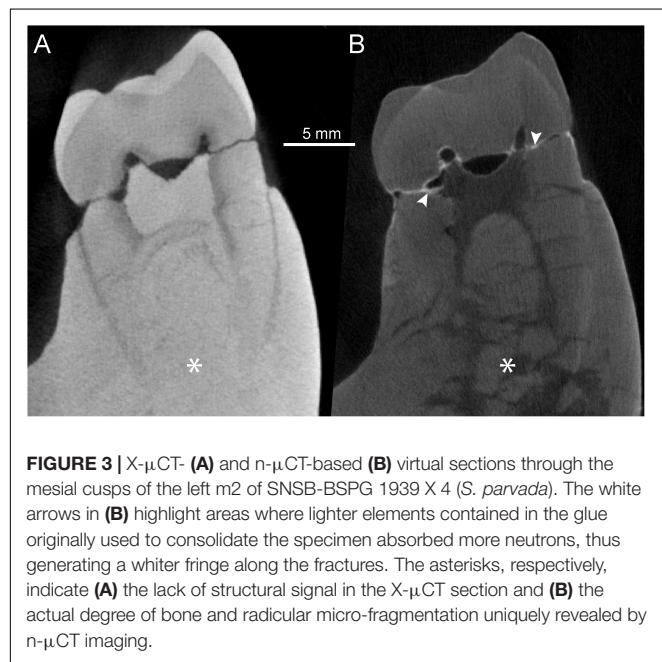 A
B
5 mm
*
*
FIGURE 3 | X-μCT- (A) and n-μCT-based (B) virtual sections through the
mesial cusps of the left m2 of SNSB-BSPG 1939 X 4 (S. parvada). The white
arrows in (B) highlight areas where lighter elements contained in the glue
originally used to consolidate the specimen absorbed more neutrons, thus
generating a whiter fringe along the fractures. The asterisks, respectively,
indicate (A) the lack of structural signal in the X-μCT section and (B) the
actual degree of bone and radicular micro-fragmentation uniquely revealed by
n-μCT imaging.